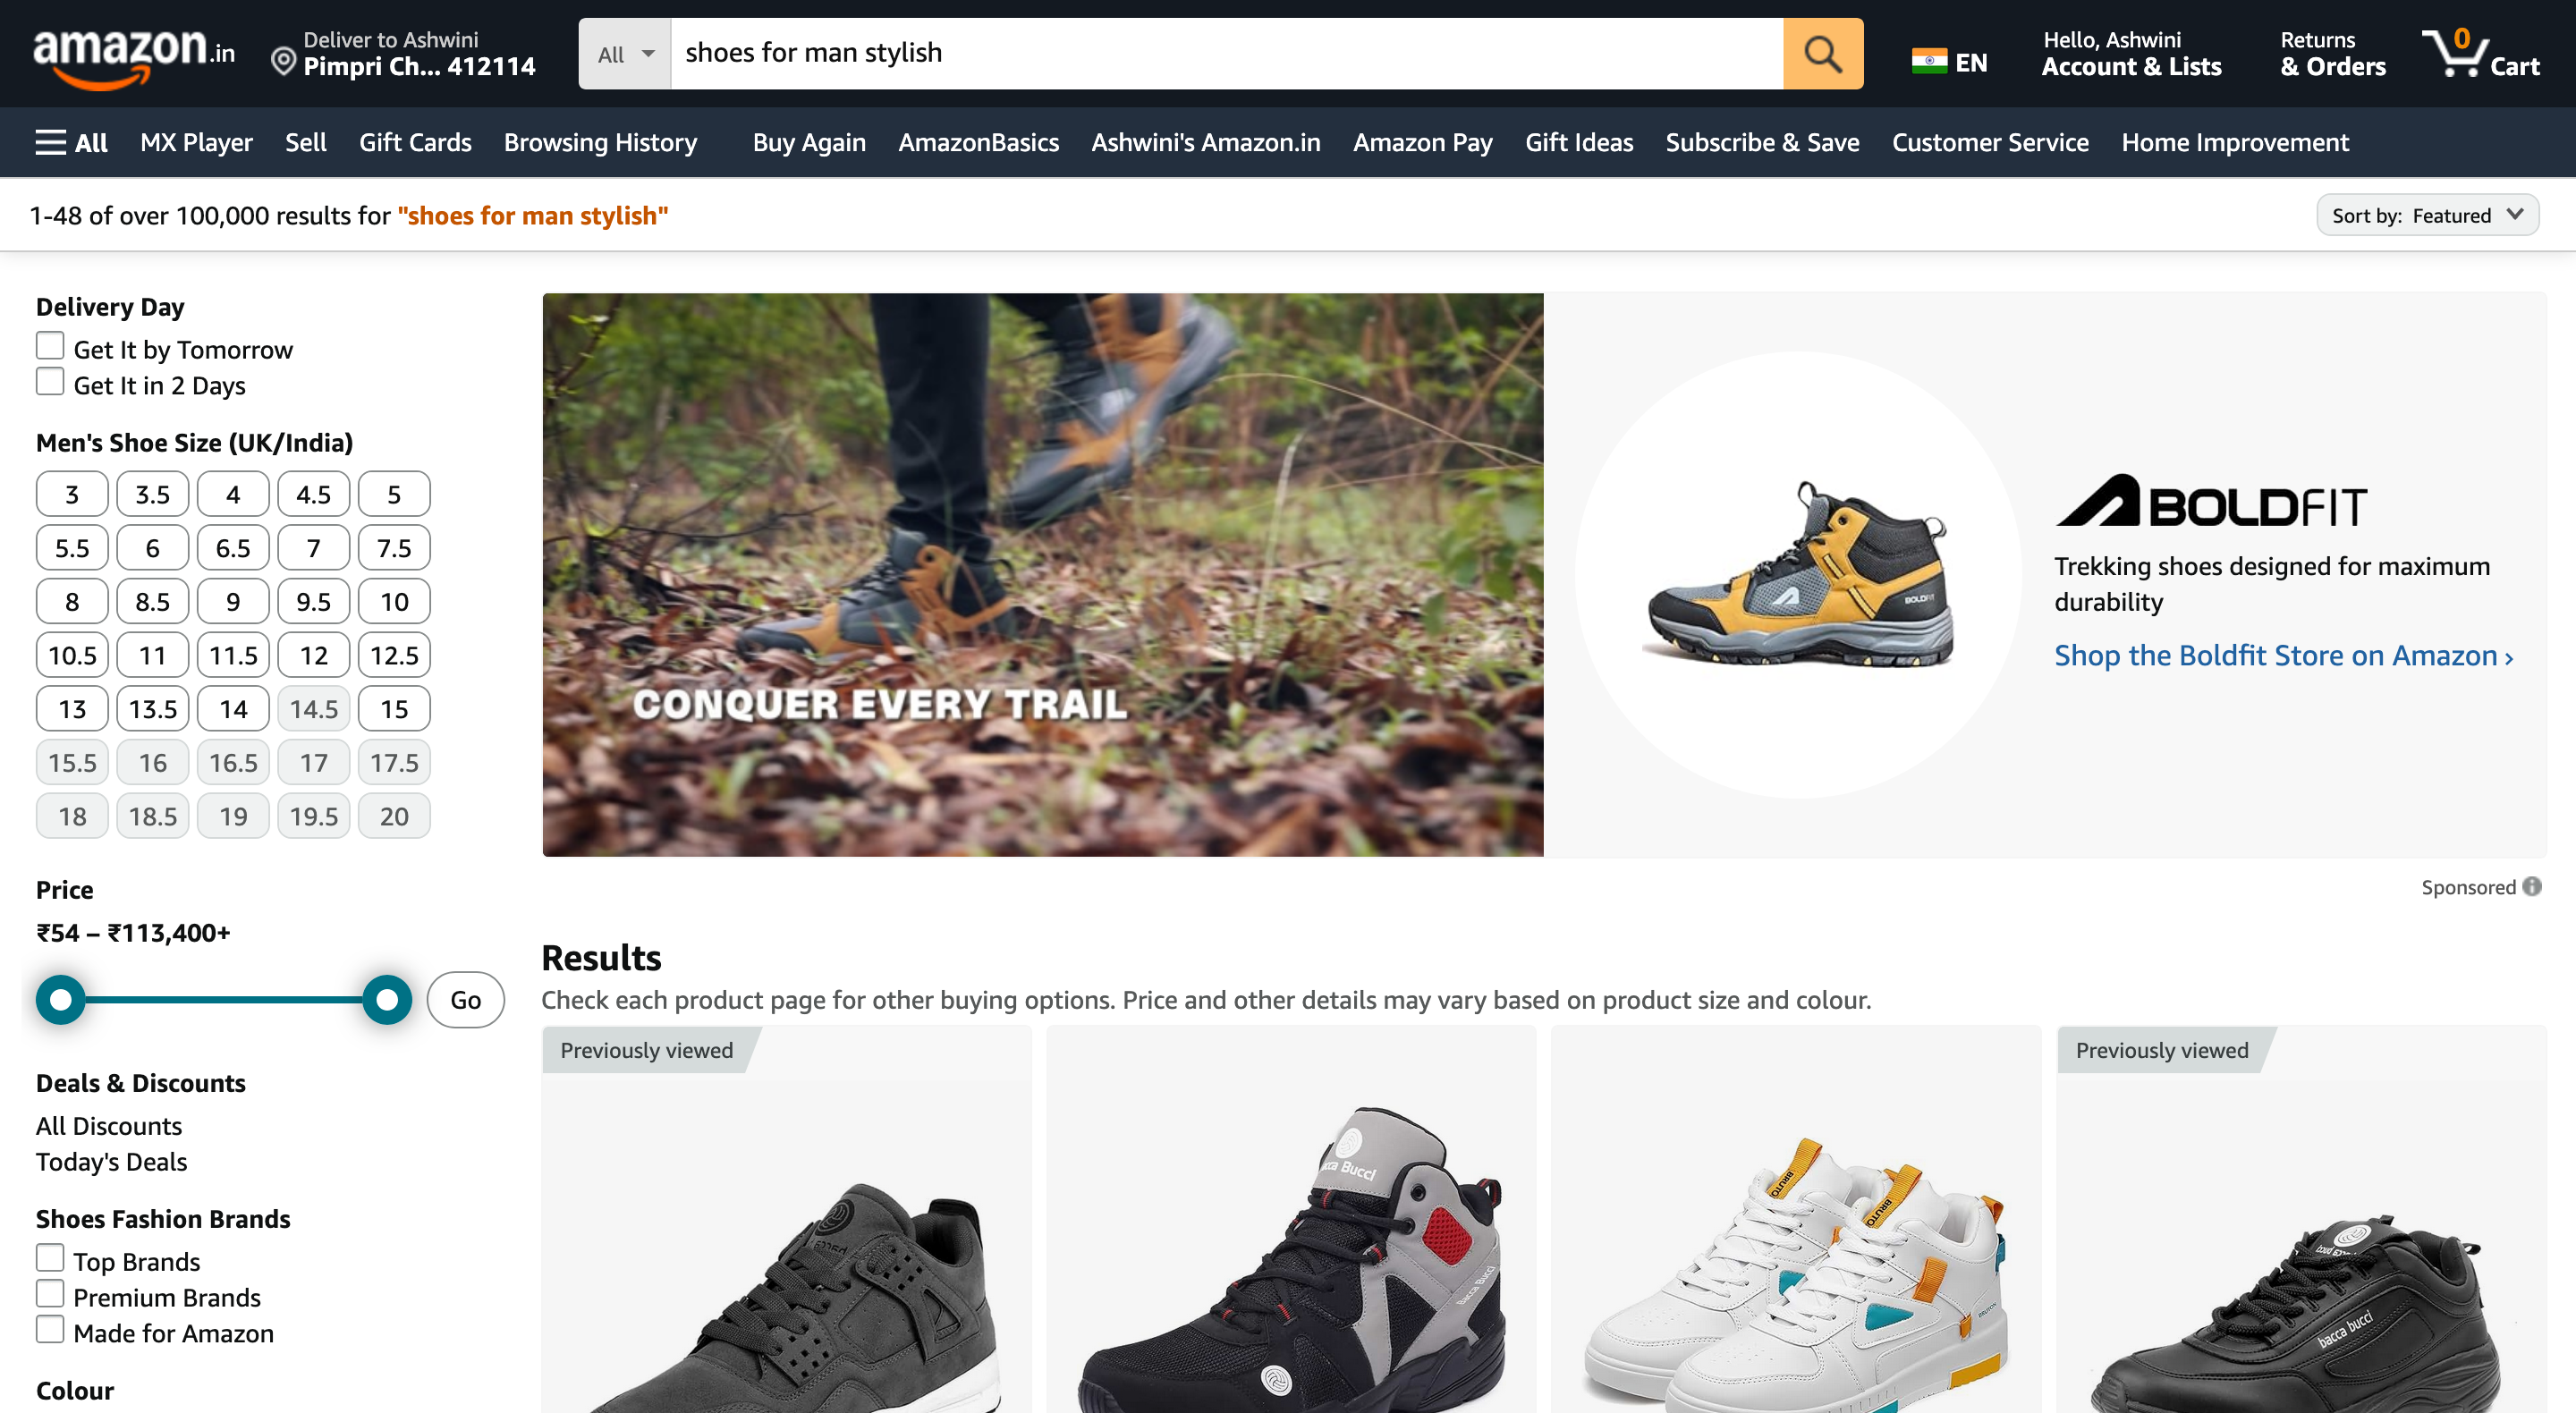 amazon.in
Deliver to Ashwini
Pimpri Ch... 412114
All
shoes for man stylish
EN
Hello, Ashwini
Account & Lists
Returns
& Orders
0
Cart
All MX Player Sell Gift Cards Browsing History Buy Again AmazonBasics Ashwini's Amazon.in Amazon Pay Gift Ideas Subscribe & Save Customer Service Home Improvement
1-48 of over 100,000 results for "shoes for man stylish"
Sort by: Featured
Delivery Day
Get It by Tomorrow
Get It in 2 Days
Men's Shoe Size (UK/India)
3 3.5 4 4.5 5
5.5 6 6.5 7 7.5
8 8.5 9 9.5 10
10.5 11 11.5 12 12.5
13 13.5 14 14.5 15
15.5 16 16.5 17 17.5
18 18.5 19 19.5 20
Price
₹54 – ₹113,400+
Go
Deals & Discounts
All Discounts
Today's Deals
Shoes Fashion Brands
Top Brands
Premium Brands
Made for Amazon
Colour
CONQUER EVERY TRAIL
BOLDFIT
BOLDFIT
Trekking shoes designed for maximum
durability
Shop the Boldfit Store on Amazon ›
Sponsored
Results
Check each product page for other buying options. Price and other details may vary based on product size and colour.
Previously viewed
Previously viewed
Bacca Bucci
BRUTON
BRUTON
bacca bucci